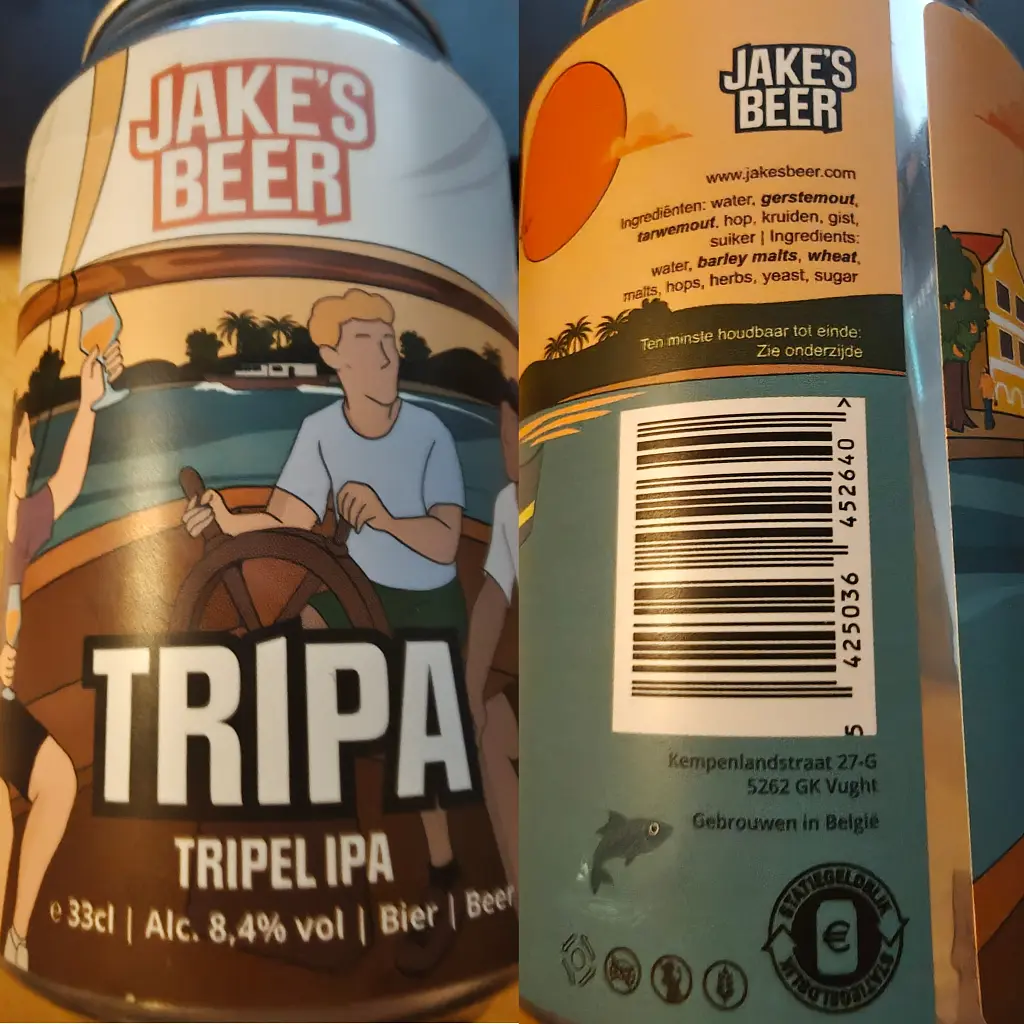 JAKE'S
BEER
TRIPA
TRIPEL IPA
e 33cl | Alc. 8,4% vol | Bier | Beer
JAKE'S
BEER
www.jakesbeer.com
Ingrediënten: water, gerstemout,
tarwemout, hop, kruiden, gist,
suiker | Ingredients:
water, barley malts, wheat,
malts, hops, herbs, yeast, sugar
Ten minste houdbaar tot einde:
Zie onderzijde
5 425036 452640 >
Kempenlandstraat 27-G
5262 GK Vught
Gebrouwen in België
STATIEGELDBLIK
€
STATIEGELDBLIK